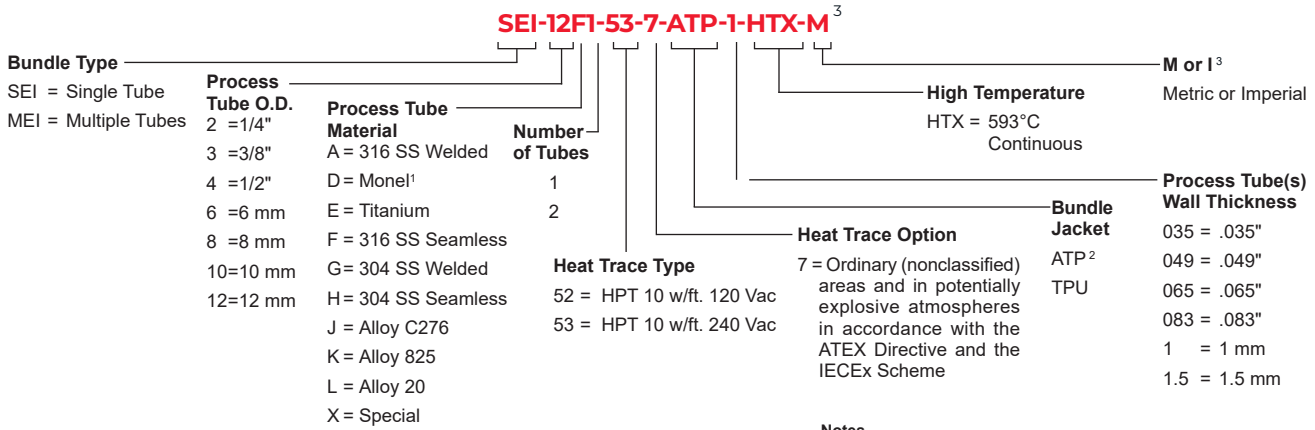 SEI-12F1-53-7-ATP-1-HTX-M 3
Bundle Type
SEI = Single Tube
MEI = Multiple Tubes
Process
Tube O.D.
2 =1/4"
3 =3/8"
4 =1/2"
6 =6 mm
8 =8 mm
10=10 mm
12=12 mm
Process Tube
Material
A = 316 SS Welded
D = Monel¹
E = Titanium
F = 316 SS Seamless
G= 304 SS Welded
H = 304 SS Seamless
J = Alloy C276
K = Alloy 825
L = Alloy 20
X = Special
Number
of Tubes
1
2
Heat Trace Type
52 = HPT 10 w/ft. 120 Vac
53 = HPT 10 w/ft. 240 Vac
Heat Trace Option
7 = Ordinary (nonclassified)
areas and in potentially
explosive atmospheres
in accordance with the
ATEX Directive and the
IECEx Scheme
Bundle
Jacket
ATP ²
TPU
Process Tube(s)
Wall Thickness
035 = .035"
049 = .049"
065 = .065"
083 = .083"
1 = 1 mm
1.5 = 1.5 mm
High Temperature
HTX = 593°C
Continuous
M or I ³
Metric or Imperial
Notes